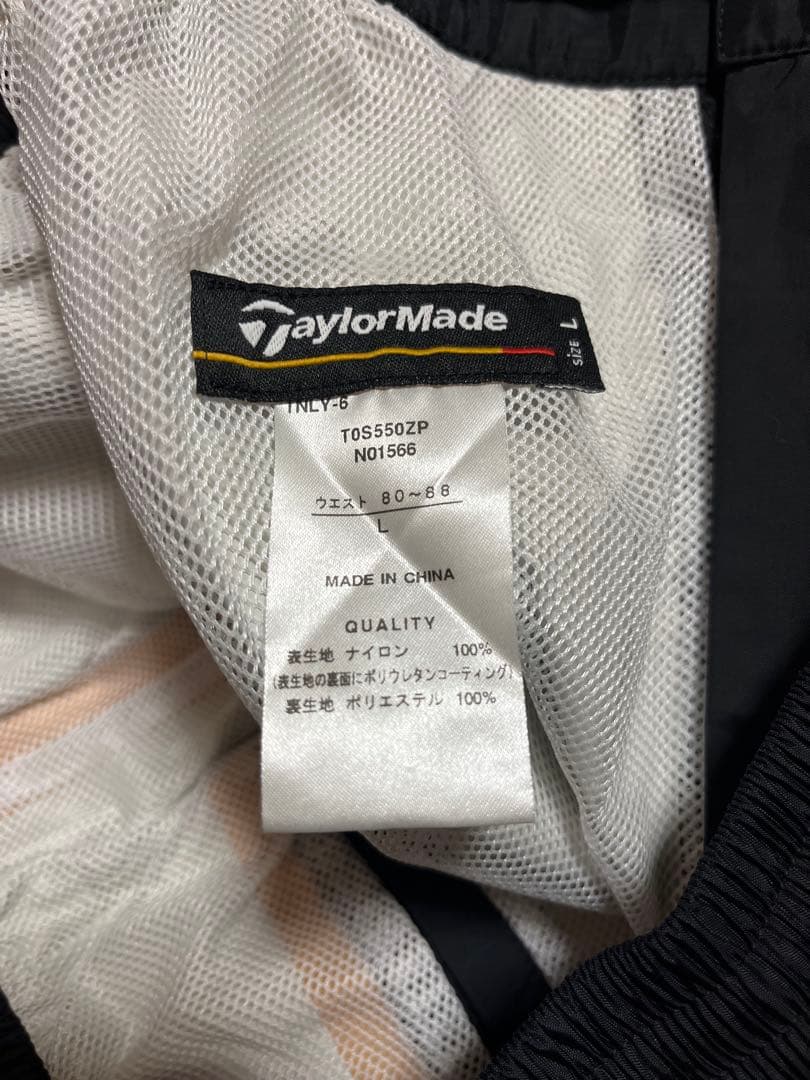 TaylorMade
SIZE L
TNLY-6
T0S550ZP
N01566
ウエスト 80～88
L
MADE IN CHINA
QUALITY
表生地 ナイロン 100%
(表生地の裏面にポリウレタンコーティング)
裏生地 ポリエステル 100%